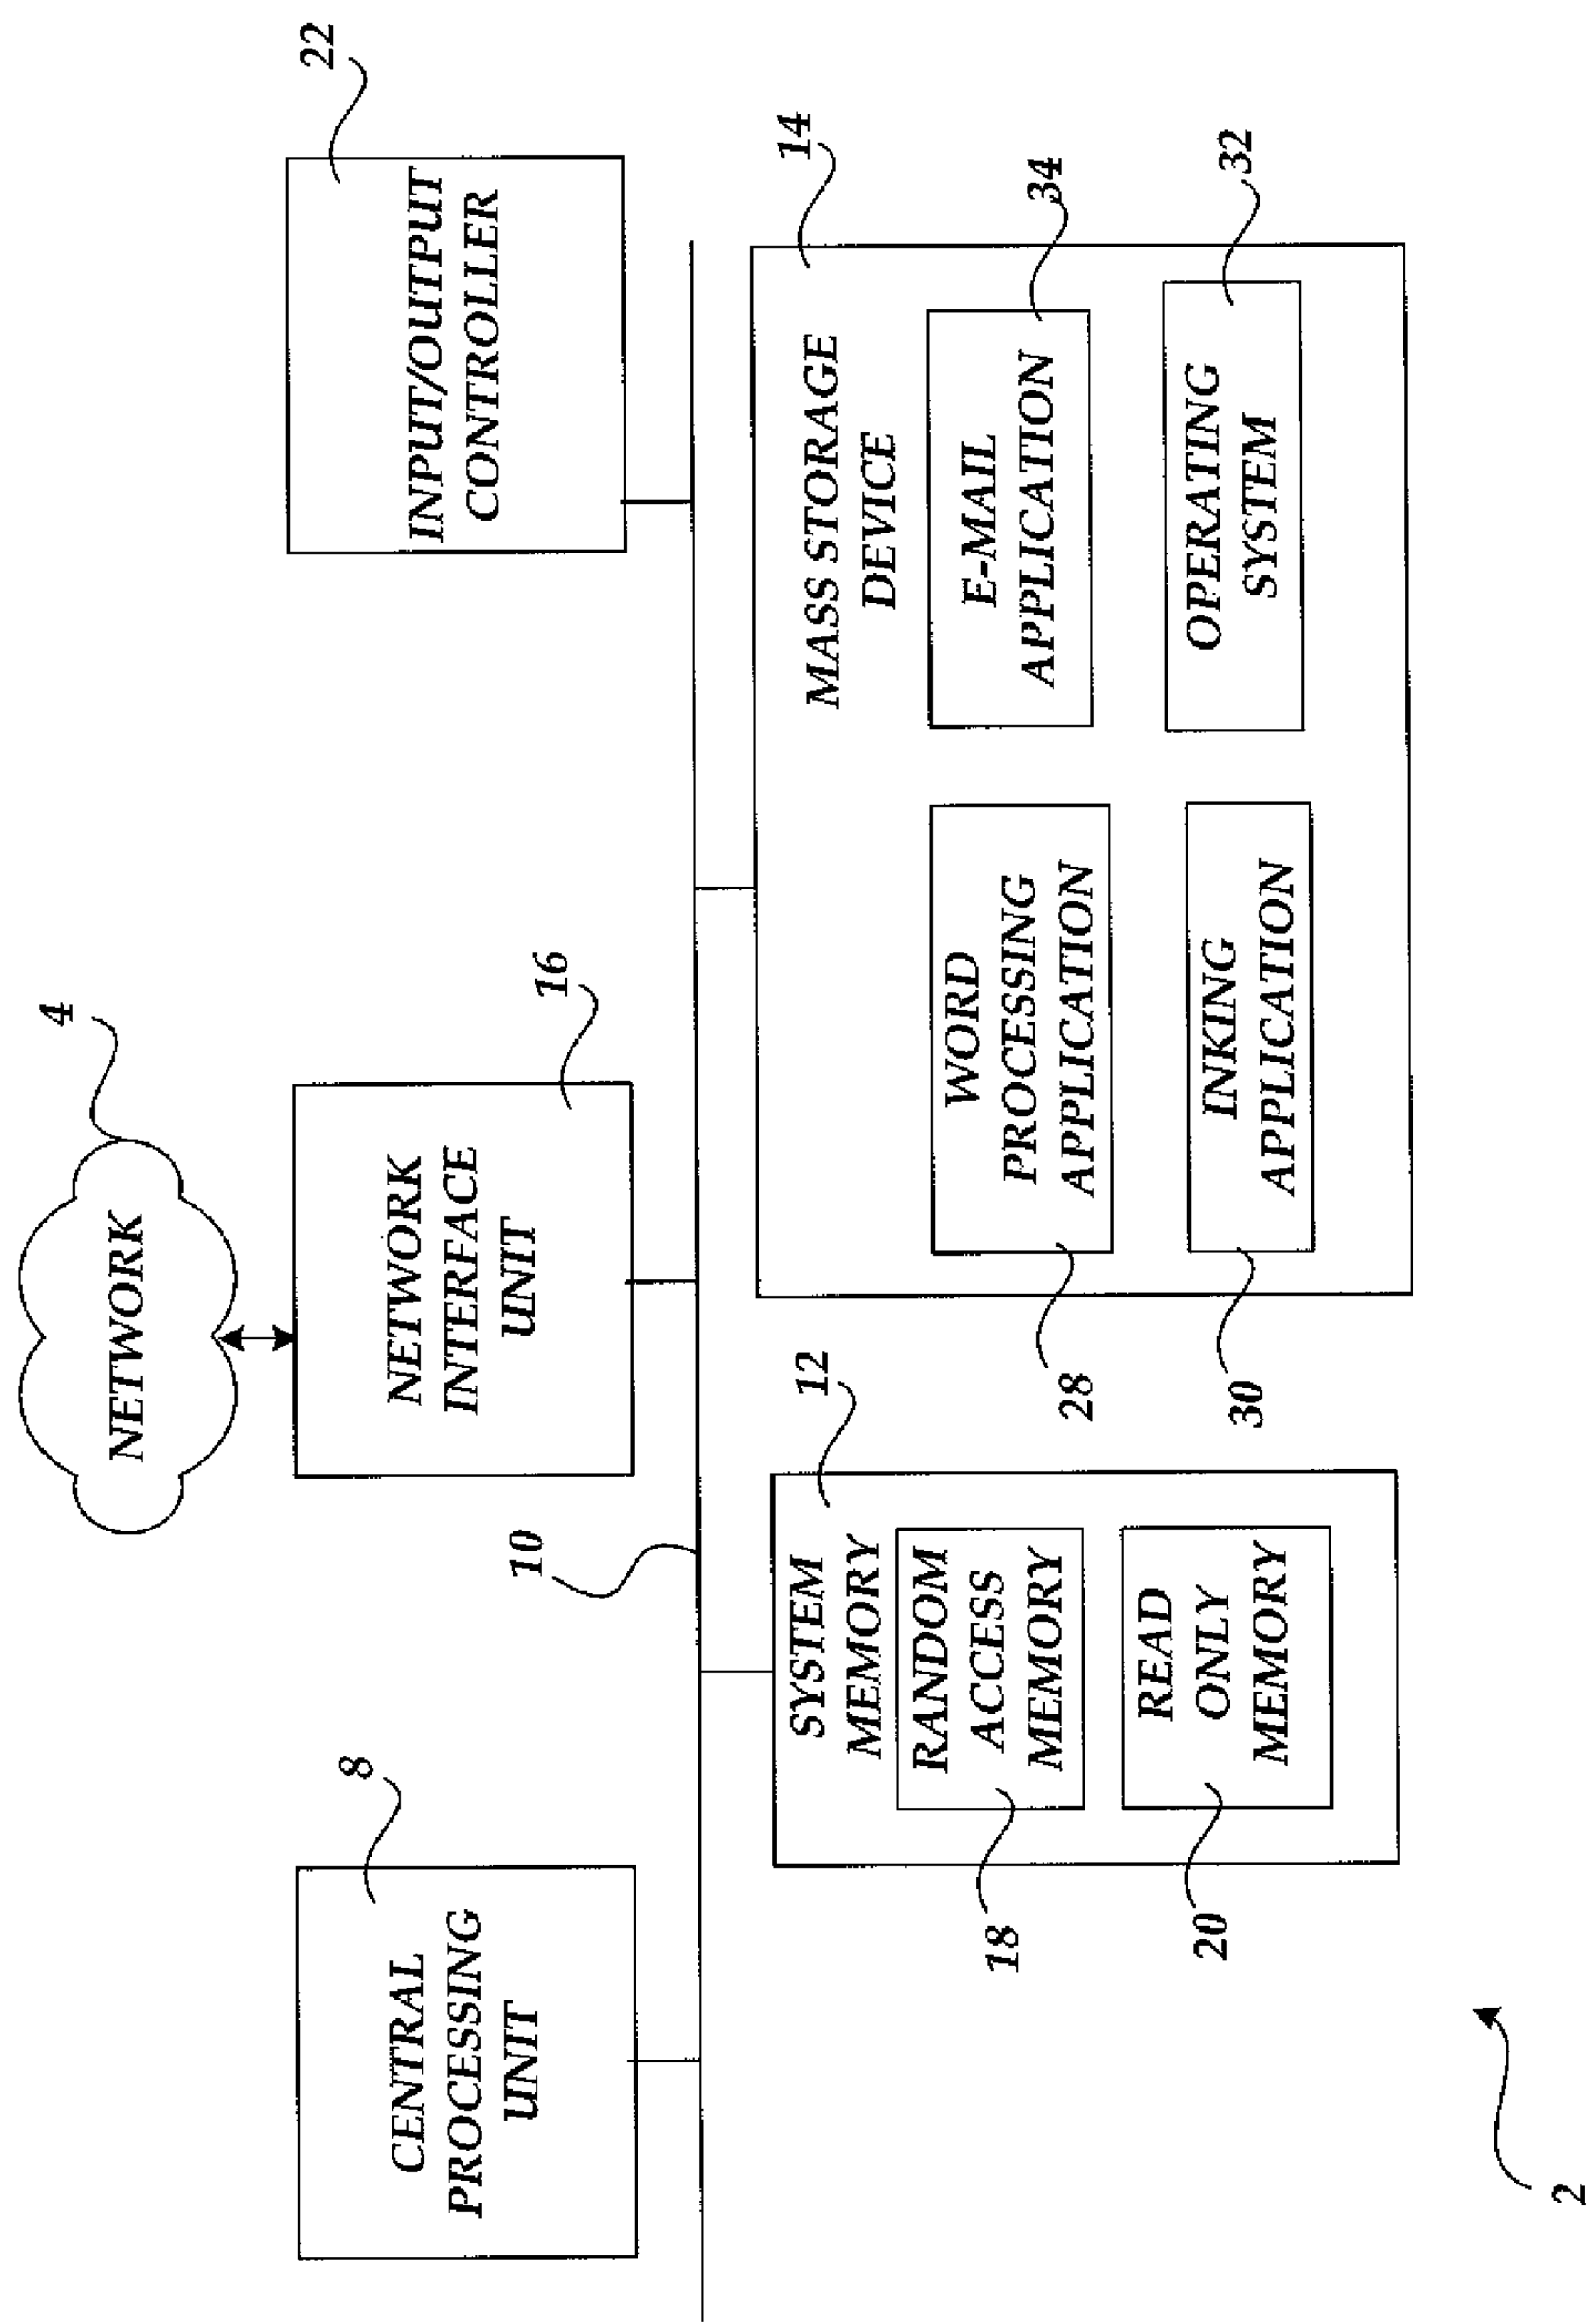 4
NETWORK
8
CENTRAL
PROCESSING
UNIT
NETWORK
INTERFACE
UNIT
16
22
INPUT/OUTPUT
CONTROLLER
10
12
SYSTEM
MEMORY
RANDOM
ACCESS
MEMORY
18
READ
ONLY
MEMORY
20
14
MASS STORAGE
DEVICE
WORD
PROCESSING
APPLICATION
28
E-MAIL
APPLICATION
34
INKING
APPLICATION
30
OPERATING
SYSTEM
32
2